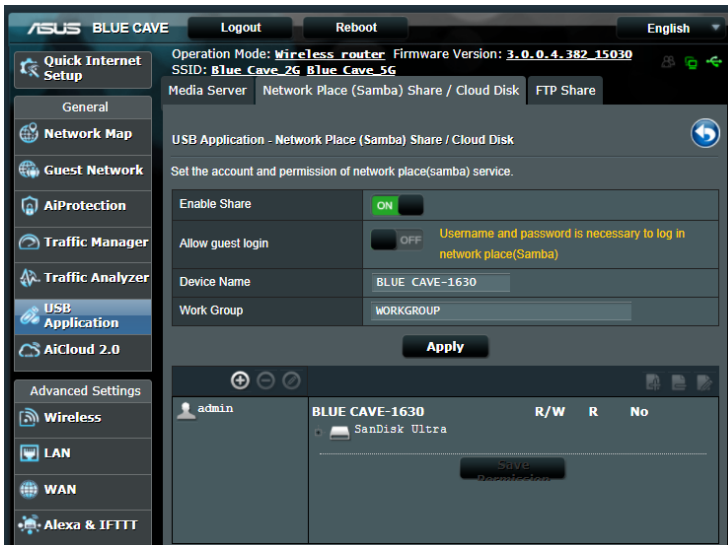 ASUS BLUE CAVE Logout Reboot English
Quick Internet Setup
General
Network Map
Guest Network
AiProtection
Traffic Manager
Traffic Analyzer
USB Application
AiCloud 2.0
Advanced Settings
Wireless
LAN
WAN
Alexa & IFTTT
Operation Mode: Wireless router Firmware Version: 3.0.0.4.382_15030
SSID: Blue Cave_2G Blue Cave_5G
Media Server Network Place (Samba) Share / Cloud Disk FTP Share
USB Application - Network Place (Samba) Share / Cloud Disk
Set the account and permission of network place(samba) service.
Enable Share ON
Allow guest login OFF Username and password is necessary to log in
network place(Samba)
Device Name BLUE CAVE-1630
Work Group WORKGROUP
Apply
admin
BLUE CAVE-1630 R/W R No
SanDisk Ultra
Save
Permission